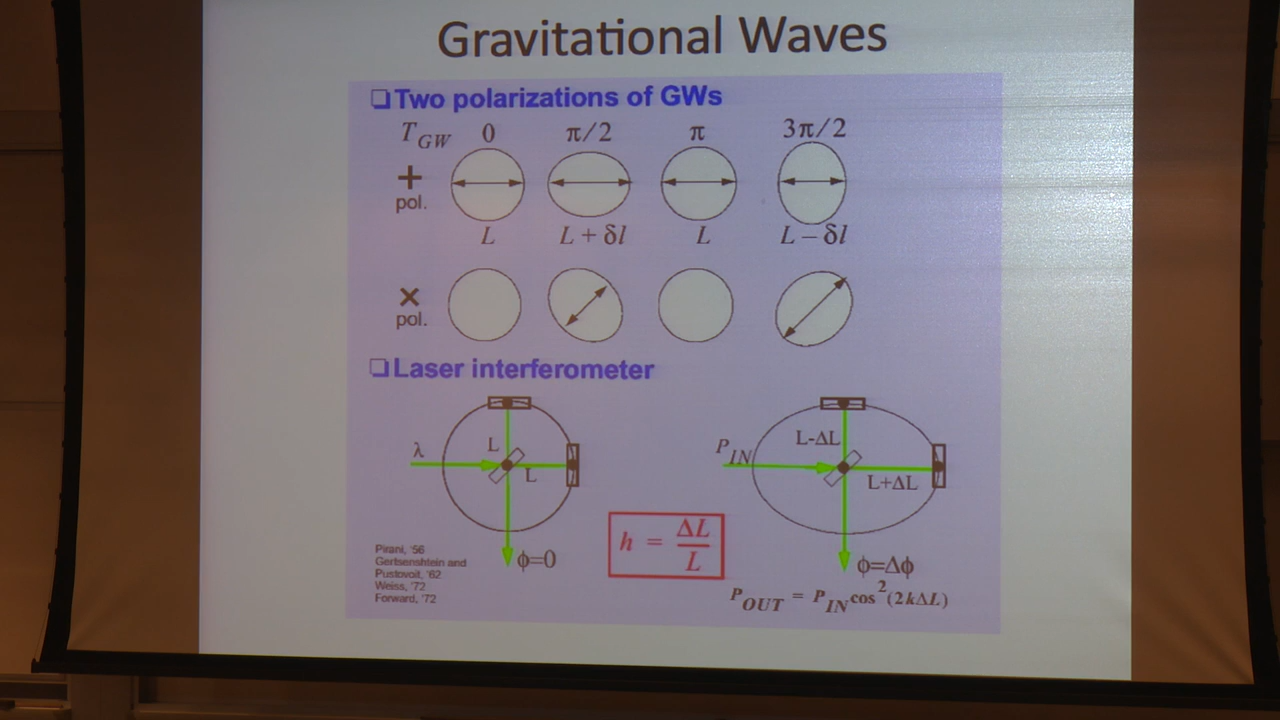 Gravitational Waves
❏ Two polarizations of GWs
T_GW 0 π/2 π 3π/2
+
pol.
L L + δl L L − δl
×
pol.
❏ Laser interferometer
λ L L
P_IN L-ΔL L+ΔL
h = ΔL/L
ϕ=0
ϕ=Δϕ
P_OUT = P_IN cos²(2kΔL)
Pirani, '56
Gertsenshtein and
Pustovoit, '62
Weiss, '72
Forward, '72